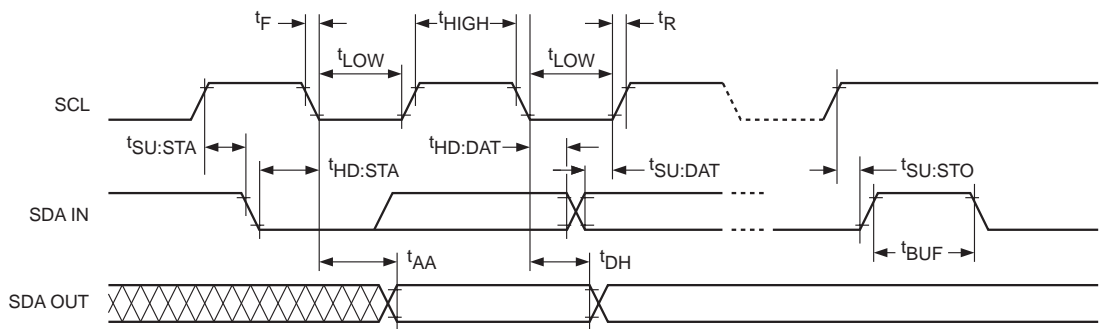 tF
tHIGH
tR
tLOW
tLOW
SCL
tSU:STA
tHD:STA
tHD:DAT
tSU:DAT
tSU:STO
SDA IN
tAA
tDH
tBUF
SDA OUT